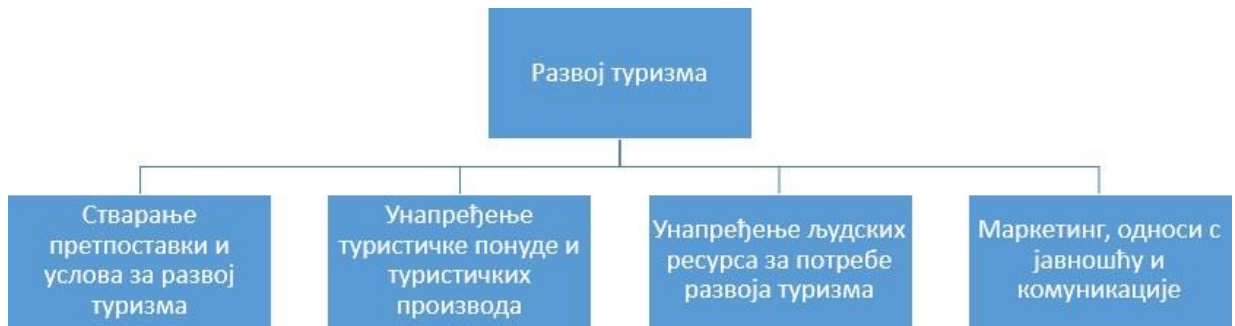 Развој туризма
Стварање
претпоставки и
услова за развој
туризма
Унапређење
туристичке понуде и
туристичких
производа
Унапређење људских
ресурса за потребе
развоја туризма
Маркетинг, односи с
јавношћу и
комуникације